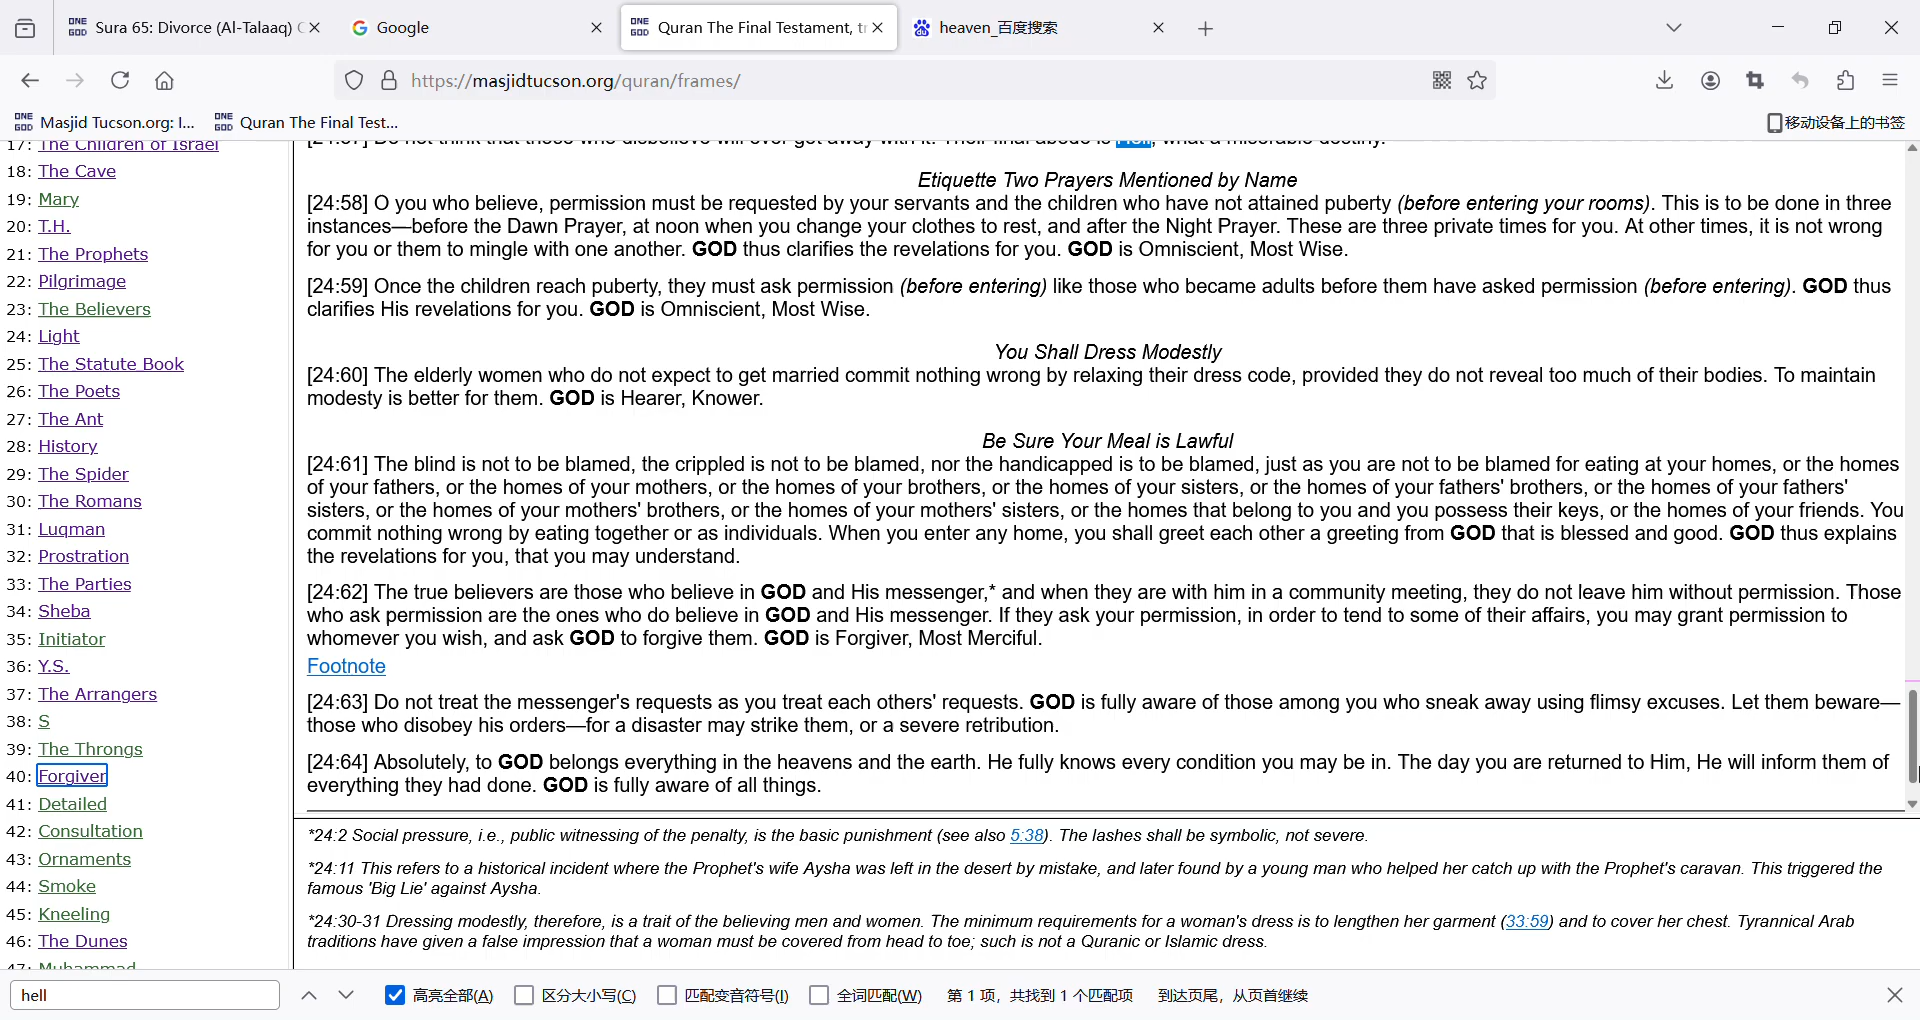 Sura 65: Divorce (Al-Talaaq) (
Google
Quran The Final Testament, tr
heaven_百度搜索
https://masjidtucson.org/quran/frames/
ONE GOD Masjid Tucson.org: I...
ONE GOD Quran The Final Test...
移动设备上的书签
17: The Children of Israel
18: The Cave
19: Mary
20: T.H.
21: The Prophets
22: Pilgrimage
23: The Believers
24: Light
25: The Statute Book
26: The Poets
27: The Ant
28: History
29: The Spider
30: The Romans
31: Luqman
32: Prostration
33: The Parties
34: Sheba
35: Initiator
36: Y.S.
37: The Arrangers
38: S
39: The Throngs
40: Forgiver
41: Detailed
42: Consultation
43: Ornaments
44: Smoke
45: Kneeling
46: The Dunes
47: Muhammad
[24:57] Do not think that those who disbelieve will ever get away with it. Their final abode is Hell; what a miserable destiny.
Etiquette Two Prayers Mentioned by Name
[24:58] O you who believe, permission must be requested by your servants and the children who have not attained puberty (before entering your rooms). This is to be done in three
instances—before the Dawn Prayer, at noon when you change your clothes to rest, and after the Night Prayer. These are three private times for you. At other times, it is not wrong
for you or them to mingle with one another. GOD thus clarifies the revelations for you. GOD is Omniscient, Most Wise.
[24:59] Once the children reach puberty, they must ask permission (before entering) like those who became adults before them have asked permission (before entering). GOD thus
clarifies His revelations for you. GOD is Omniscient, Most Wise.
You Shall Dress Modestly
[24:60] The elderly women who do not expect to get married commit nothing wrong by relaxing their dress code, provided they do not reveal too much of their bodies. To maintain
modesty is better for them. GOD is Hearer, Knower.
Be Sure Your Meal is Lawful
[24:61] The blind is not to be blamed, the crippled is not to be blamed, nor the handicapped is to be blamed, just as you are not to be blamed for eating at your homes, or the homes
of your fathers, or the homes of your mothers, or the homes of your brothers, or the homes of your sisters, or the homes of your fathers' brothers, or the homes of your fathers'
sisters, or the homes of your mothers' brothers, or the homes of your mothers' sisters, or the homes that belong to you and you possess their keys, or the homes of your friends. You
commit nothing wrong by eating together or as individuals. When you enter any home, you shall greet each other a greeting from GOD that is blessed and good. GOD thus explains
the revelations for you, that you may understand.
[24:62] The true believers are those who believe in GOD and His messenger,* and when they are with him in a community meeting, they do not leave him without permission. Those
who ask permission are the ones who do believe in GOD and His messenger. If they ask your permission, in order to tend to some of their affairs, you may grant permission to
whomever you wish, and ask GOD to forgive them. GOD is Forgiver, Most Merciful.
Footnote
[24:63] Do not treat the messenger's requests as you treat each others' requests. GOD is fully aware of those among you who sneak away using flimsy excuses. Let them beware—
those who disobey his orders—for a disaster may strike them, or a severe retribution.
[24:64] Absolutely, to GOD belongs everything in the heavens and the earth. He fully knows every condition you may be in. The day you are returned to Him, He will inform them of
everything they had done. GOD is fully aware of all things.
*24:2 Social pressure, i.e., public witnessing of the penalty, is the basic punishment (see also 5:38). The lashes shall be symbolic, not severe.
*24:11 This refers to a historical incident where the Prophet's wife Aysha was left in the desert by mistake, and later found by a young man who helped her catch up with the Prophet's caravan. This triggered the
famous 'Big Lie' against Aysha.
*24:30-31 Dressing modestly, therefore, is a trait of the believing men and women. The minimum requirements for a woman's dress is to lengthen her garment (33:59) and to cover her chest. Tyrannical Arab
traditions have given a false impression that a woman must be covered from head to toe; such is not a Quranic or Islamic dress.
hell
高亮全部(A)
区分大小写(C)
匹配变音符号(I)
全词匹配(W)
第 1 项，共找到 1 个匹配项
到达页尾，从页首继续